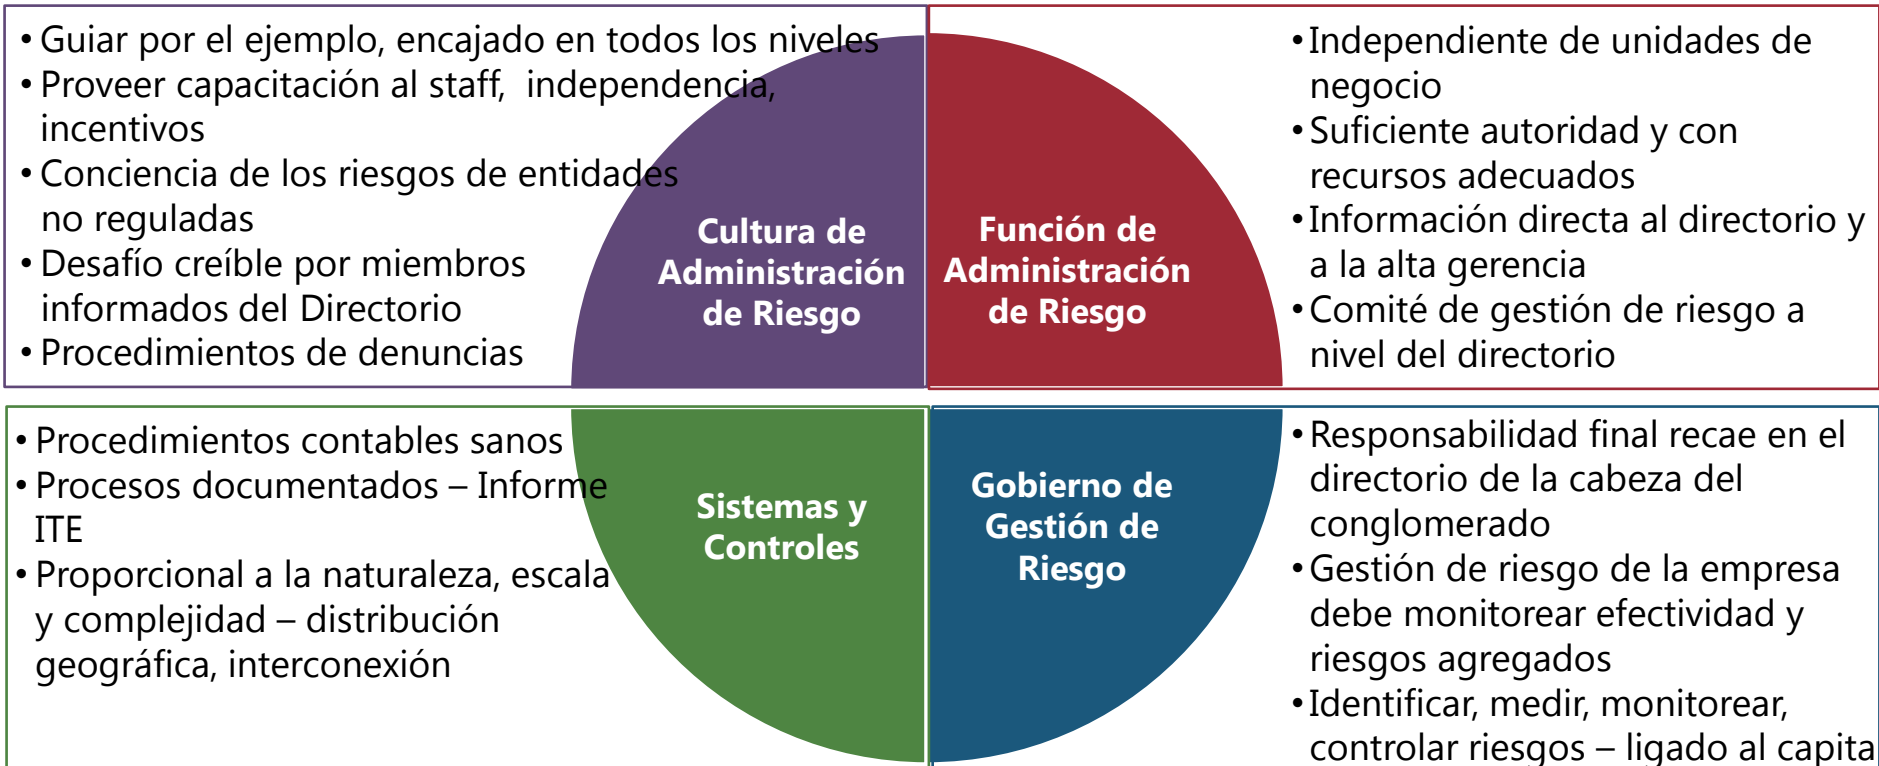 • Guiar por el ejemplo, encajado en todos los niveles
• Proveer capacitación al staff, independencia,
incentivos
• Conciencia de los riesgos de entidades
no reguladas
• Desafío creíble por miembros
informados del Directorio
• Procedimientos de denuncias
Cultura de
Administración
de Riesgo
Función de
Administración
de Riesgo
• Independiente de unidades de
negocio
• Suficiente autoridad y con
recursos adecuados
• Información directa al directorio y
a la alta gerencia
• Comité de gestión de riesgo a
nivel del directorio
• Procedimientos contables sanos
• Procesos documentados – Informe
ITE
• Proporcional a la naturaleza, escala
y complejidad – distribución
geográfica, interconexión
Sistemas y
Controles
Gobierno de
Gestión de
Riesgo
• Responsabilidad final recae en el
directorio de la cabeza del
conglomerado
• Gestión de riesgo de la empresa
debe monitorear efectividad y
riesgos agregados
• Identificar, medir, monitorear,
controlar riesgos – ligado al capita